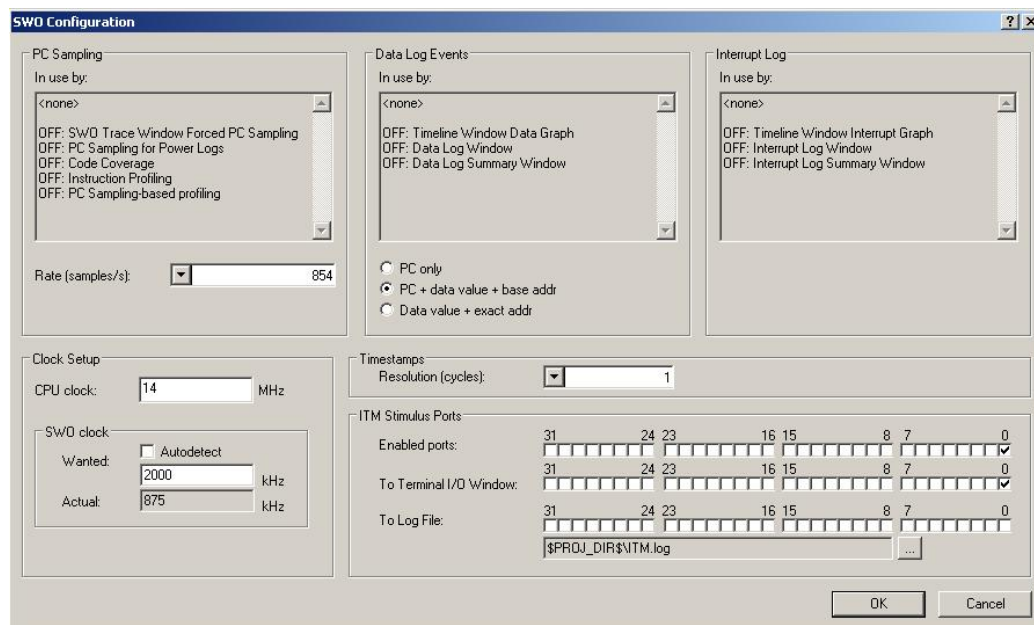 SWO Configuration
PC Sampling
In use by:
<none>
OFF: SWO Trace Window Forced PC Sampling
OFF: PC Sampling for Power Logs
OFF: Code Coverage
OFF: Instruction Profiling
OFF: PC Sampling-based profiling
Rate (samples/s): 854
Data Log Events
In use by:
<none>
OFF: Timeline Window Data Graph
OFF: Data Log Window
OFF: Data Log Summary Window
PC only
PC + data value + base addr
Data value + exact addr
Interrupt Log
In use by:
<none>
OFF: Timeline Window Interrupt Graph
OFF: Interrupt Log Window
OFF: Interrupt Log Summary Window
Clock Setup
CPU clock: 14 MHz
SWO clock
Autodetect
Wanted: 2000 kHz
Actual: 875 kHz
Timestamps
Resolution (cycles): 1
ITM Stimulus Ports
31 24 23 16 15 8 7 0
Enabled ports:
31 24 23 16 15 8 7 0
To Terminal I/O Window:
31 24 23 16 15 8 7 0
To Log File:
$PROJ_DIR$\ITM.log ...
OK Cancel